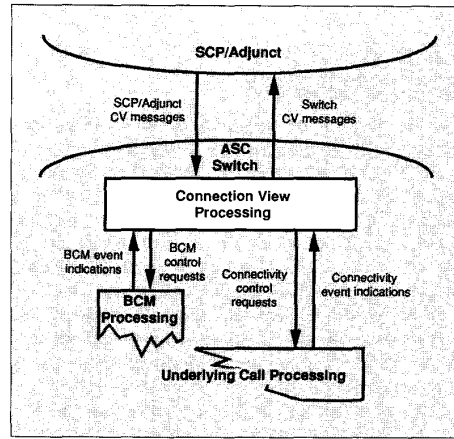 SCP/Adjunct
SCP/Adjunct
CV messages
Switch
CV messages
ASC
Switch
Connection View
Processing
BCM event
indications
BCM
control
requests
Connectivity
control
requests
Connectivity
event indications
BCM
Processing
Underlying Call Processing